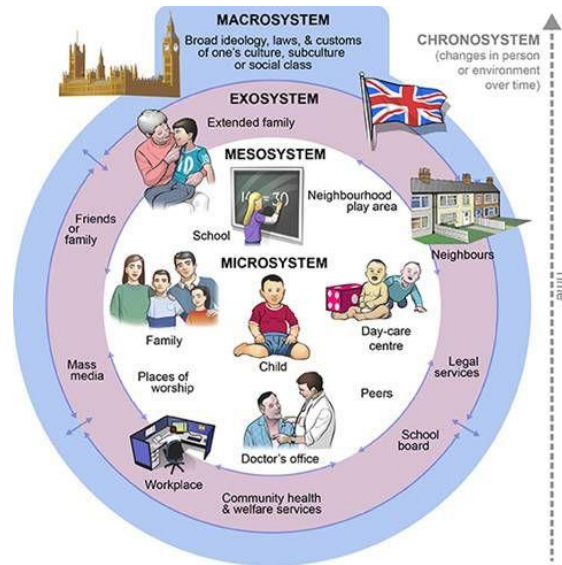 MACROSYSTEM
Broad ideology, laws, & customs
of one's culture, subculture
or social class
CHRONOSYSTEM
(changes in person
or environment
over time)
EXOSYSTEM
Extended family
MESOSYSTEM
Neighbourhood
play area
School
Friends
or family
Neighbours
MICROSYSTEM
Time
Family
Child
Day-care
centre
Mass
media
Places of
worship
Peers
Legal
services
School
board
Doctor's office
Workplace
Community health
& welfare services